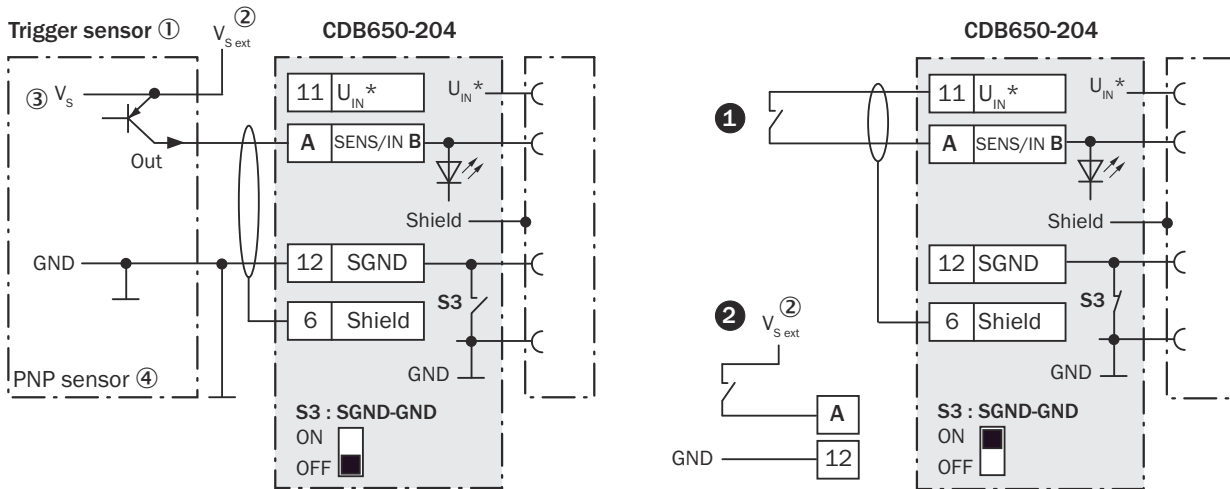 Trigger sensor ①
V_S ext ②
CDB650-204
③ V_S
11 U_IN*
U_IN*
Out
A SENS/IN B
Shield
GND
12 SGND
S3
6 Shield
GND
PNP sensor ④
S3 : SGND-GND
ON
OFF
CDB650-204
❶
11 U_IN*
U_IN*
A SENS/IN B
Shield
12 SGND
S3
❷ V_S ext ②
6 Shield
GND
A
S3 : SGND-GND
ON
GND
12
OFF